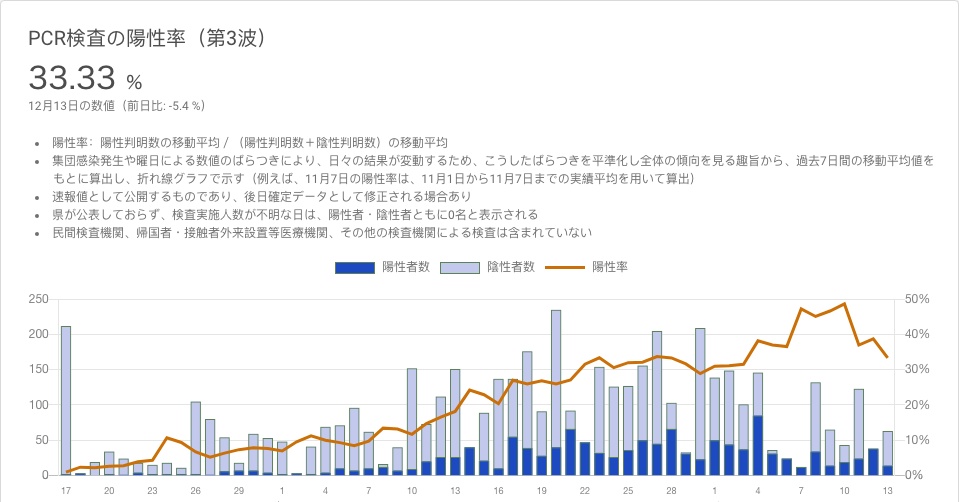 PCR検査の陽性率（第3波）
33.33 %
12月13日の数値（前日比: -5.4 %）
• 陽性率：陽性判明数の移動平均 / （陽性判明数＋陰性判明数）の移動平均
• 集団感染発生や曜日による数値のばらつきにより、日々の結果が変動するため、こうしたばらつきを平準化し全体の傾向を見る趣旨から、過去7日間の移動平均値を
もとに算出し、折れ線グラフで示す（例えば、11月7日の陽性率は、11月1日から11月7日までの実績平均を用いて算出）
• 速報値として公開するものであり、後日確定データとして修正される場合あり
• 県が公表しておらず、検査実施人数が不明な日は、陽性者・陰性者ともに0名と表示される
• 民間検査機関、帰国者・接触者外来設置等医療機関、その他の検査機関による検査は含まれていない
陽性者数 陰性者数 陽性率
250 50%
200 40%
150 30%
100 20%
50 10%
0 0%
17 20 23 26 29 1 4 7 10 13 16 19 22 25 28 1 4 7 10 13